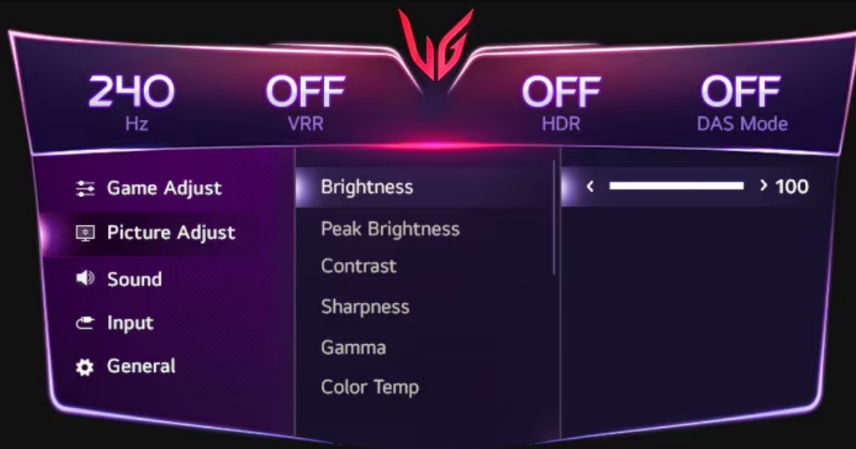 240 OFF UG OFF OFF
Hz VRR HDR DAS Mode
Game Adjust
Picture Adjust
Sound
Input
General
Brightness
Peak Brightness
Contrast
Sharpness
Gamma
Color Temp
< > 100